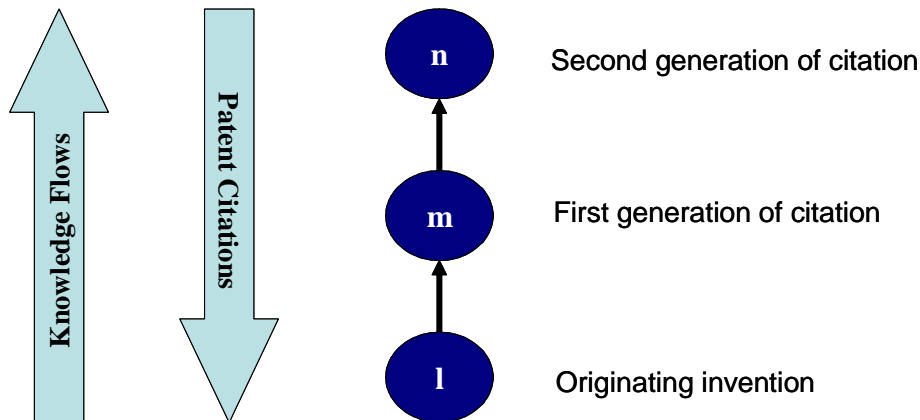 Knowledge Flows
Patent Citations
n
Second generation of citation
m
First generation of citation
l
Originating invention